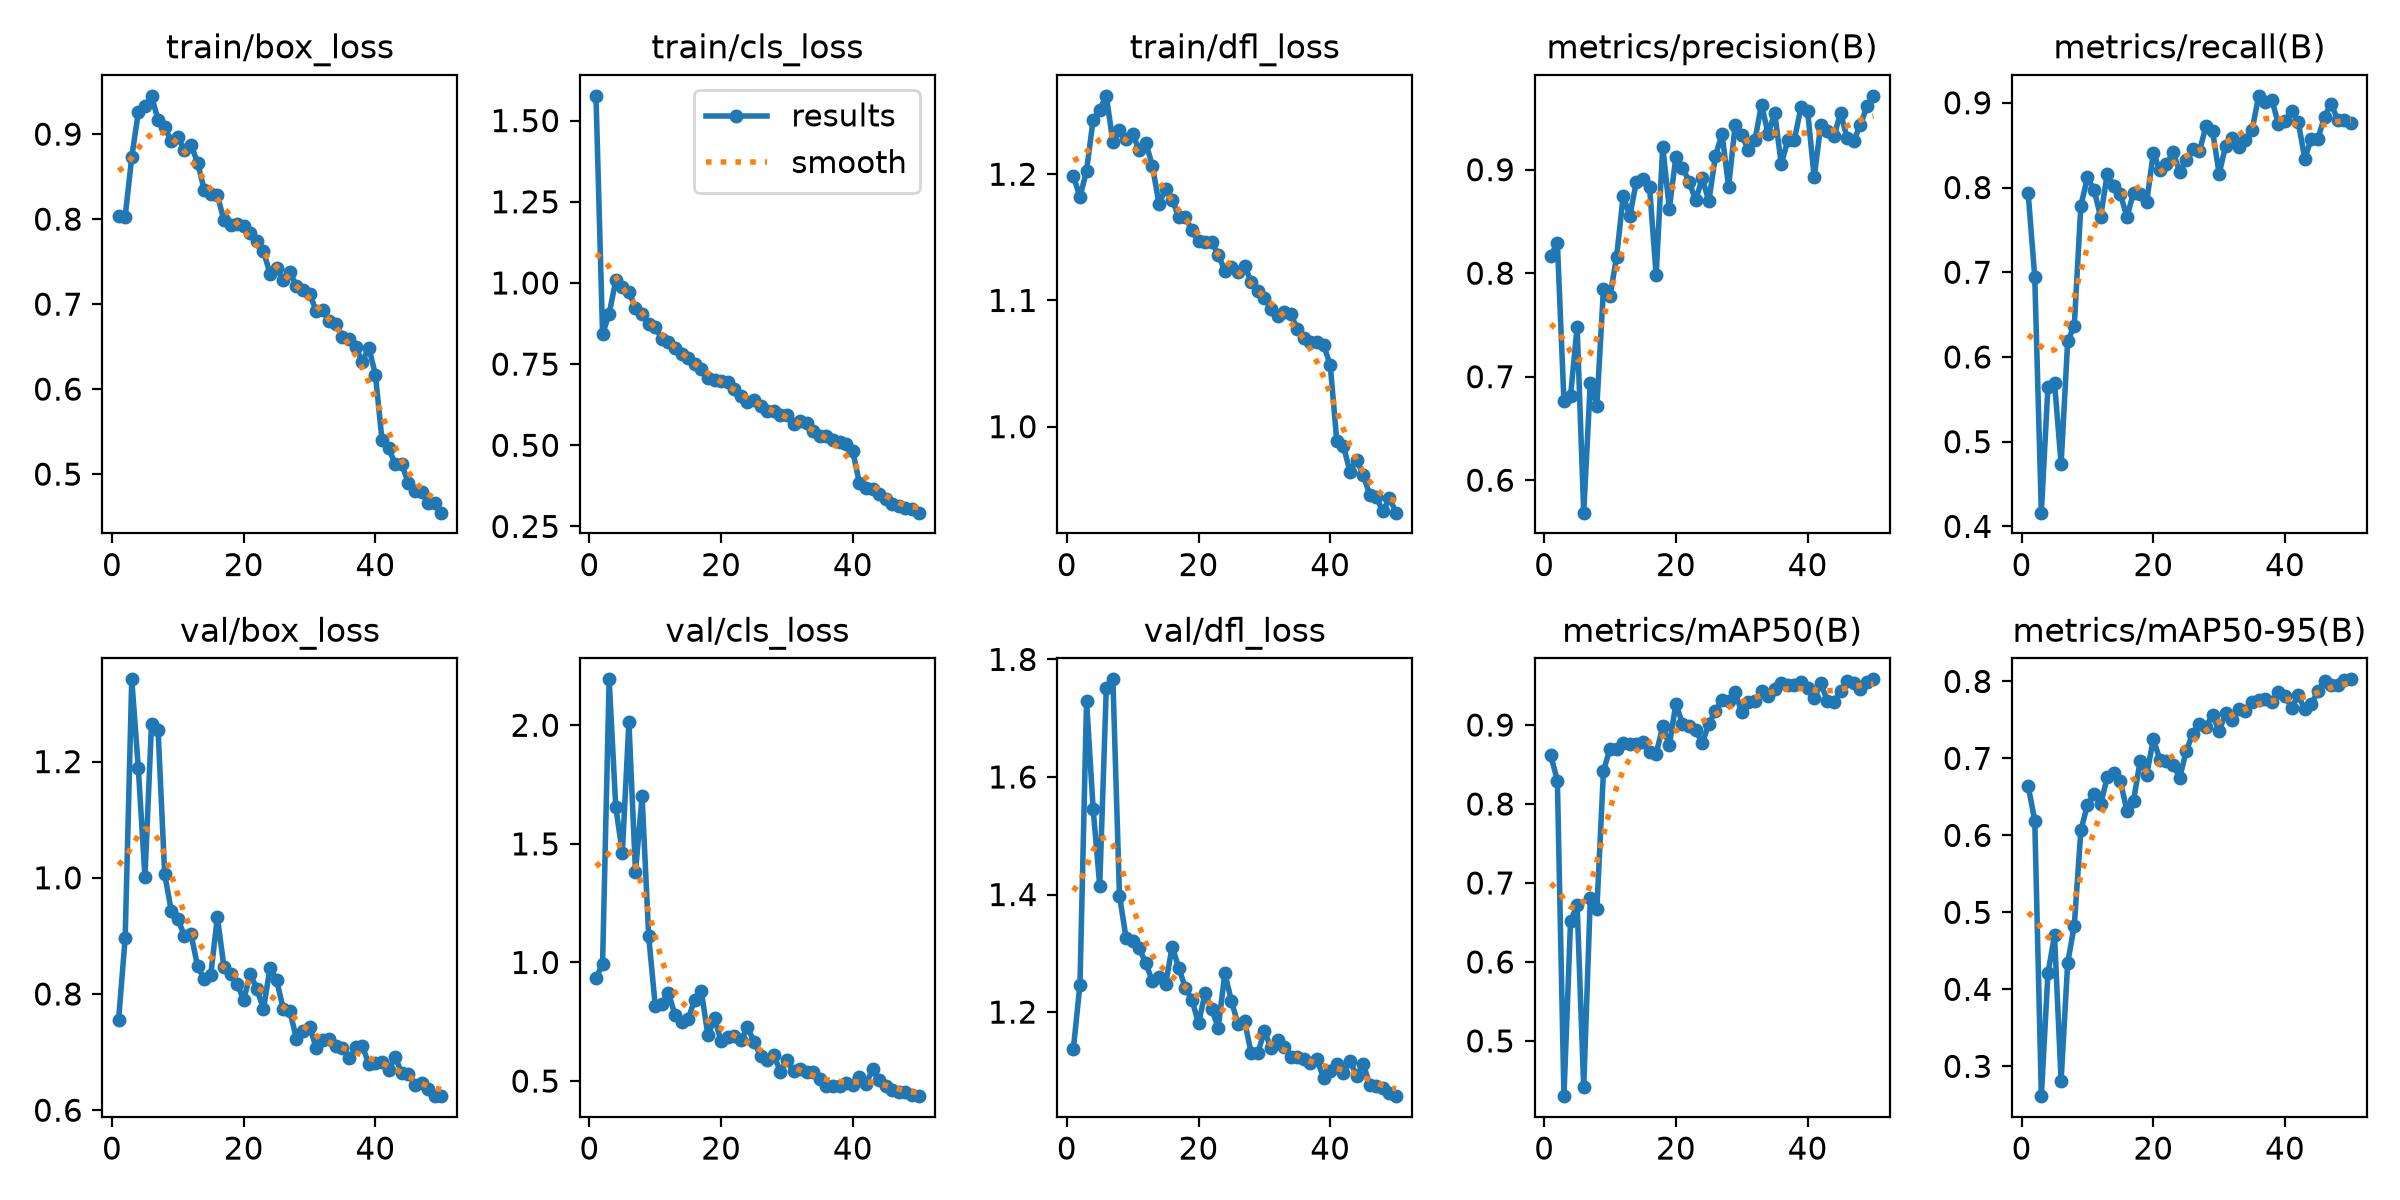 train/box_loss
0.9
0.8
0.7
0.6
0.5
0 20 40
train/cls_loss
results
smooth
1.50
1.25
1.00
0.75
0.50
0.25
0 20 40
train/dfl_loss
1.2
1.1
1.0
0 20 40
metrics/precision(B)
0.9
0.8
0.7
0.6
0 20 40
metrics/recall(B)
0.9
0.8
0.7
0.6
0.5
0.4
0 20 40
val/box_loss
1.2
1.0
0.8
0.6
0 20 40
val/cls_loss
2.0
1.5
1.0
0.5
0 20 40
val/dfl_loss
1.8
1.6
1.4
1.2
0 20 40
metrics/mAP50(B)
0.9
0.8
0.7
0.6
0.5
0 20 40
metrics/mAP50-95(B)
0.8
0.7
0.6
0.5
0.4
0.3
0 20 40